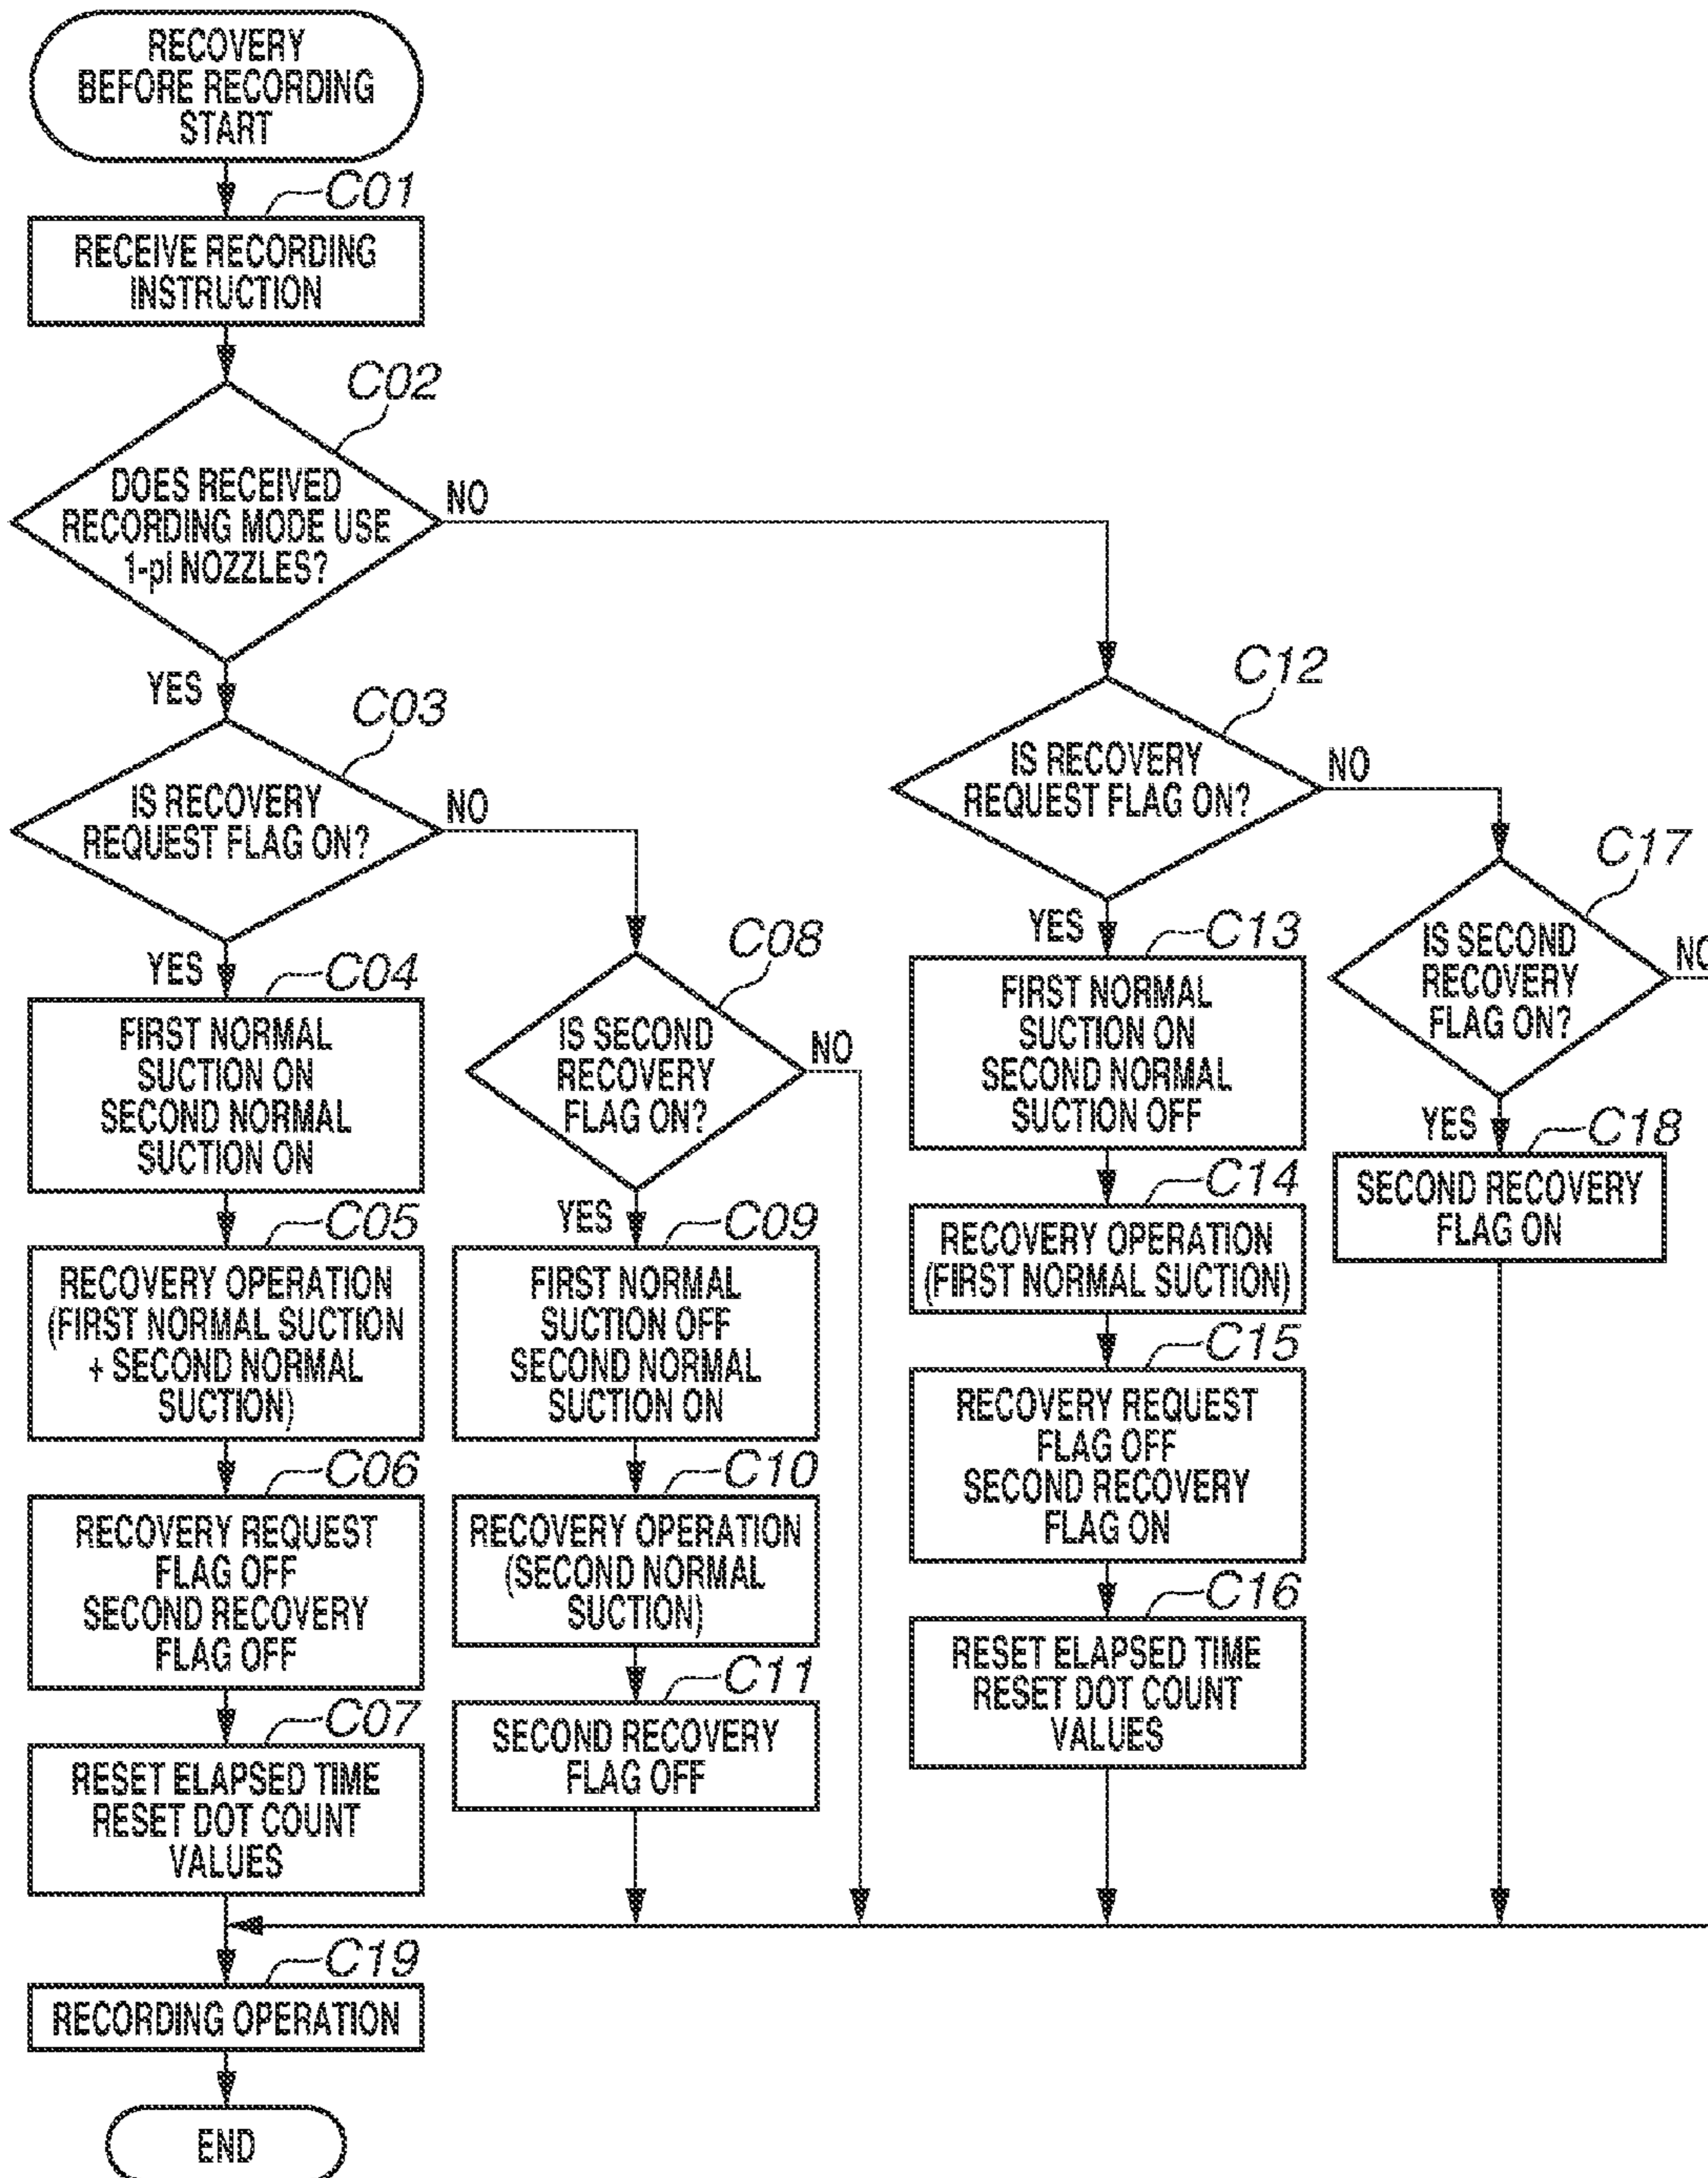 RECOVERY
BEFORE RECORDING
START
C01
RECEIVE RECORDING
INSTRUCTION
C02
DOES RECEIVED
RECORDING MODE USE
1-pl NOZZLES?
NO
YES
C03
IS RECOVERY
REQUEST FLAG ON?
NO
YES
C04
FIRST NORMAL
SUCTION ON
SECOND NORMAL
SUCTION ON
C05
RECOVERY OPERATION
(FIRST NORMAL SUCTION
+ SECOND NORMAL
SUCTION)
C06
RECOVERY REQUEST
FLAG OFF
SECOND RECOVERY
FLAG OFF
C07
RESET ELAPSED TIME
RESET DOT COUNT
VALUES
C08
IS SECOND
RECOVERY
FLAG ON?
NO
YES
C09
FIRST NORMAL
SUCTION OFF
SECOND NORMAL
SUCTION ON
C10
RECOVERY OPERATION
(SECOND NORMAL
SUCTION)
C11
SECOND RECOVERY
FLAG OFF
C12
IS RECOVERY
REQUEST FLAG ON?
NO
YES
C13
FIRST NORMAL
SUCTION ON
SECOND NORMAL
SUCTION OFF
C14
RECOVERY OPERATION
(FIRST NORMAL SUCTION)
C15
RECOVERY REQUEST
FLAG OFF
SECOND RECOVERY
FLAG ON
C16
RESET ELAPSED TIME
RESET DOT COUNT
VALUES
C17
IS SECOND
RECOVERY
FLAG ON?
NO
YES
C18
SECOND RECOVERY
FLAG ON
C19
RECORDING OPERATION
END